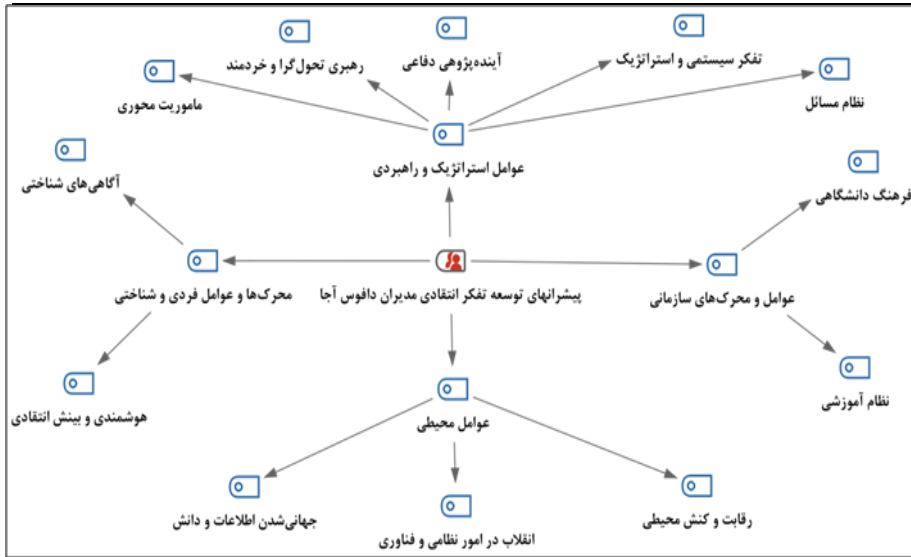 تفکر سیستمی و استراتژیک
آینده‌پژوهی دفاعی
رهبری تحول‌گرا و خردمند
نظام مسائل
ماموریت محوری
عوامل استراتژیک و راهبردی
فرهنگ دانشگاهی
آگاهی‌های شناختی
عوامل و محرک‌های سازمانی
پیشرانهای توسعه تفکر انتقادی مدیران دافوس آجا
محرک‌ها و عوامل فردی و شناختی
نظام آموزشی
هوشمندی و بینش انتقادی
عوامل محیطی
رقابت و کنش محیطی
انقلاب در امور نظامی و فناوری
جهانی‌شدن اطلاعات و دانش